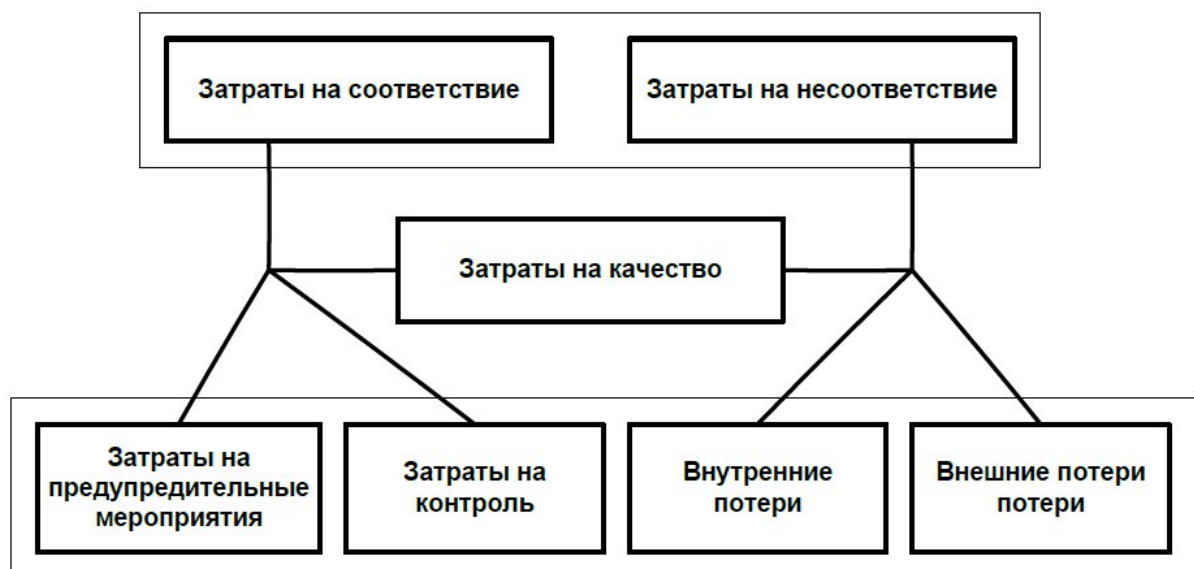 Затраты на соответствие
Затраты на несоответствие
Затраты на качество
Затраты на
предупредительные
мероприятия
Затраты на
контроль
Внутренние
потери
Внешние потери
потери